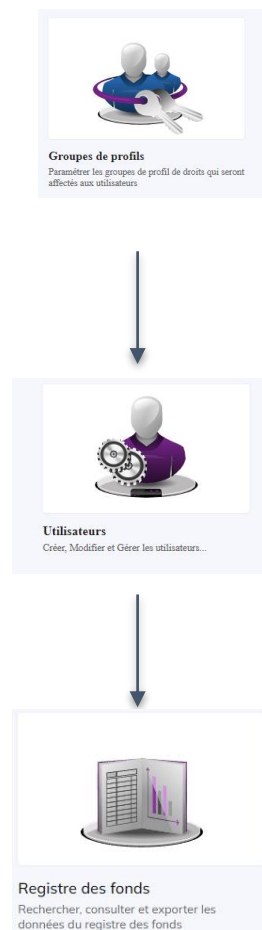 Groupes de profils
Paramétrer les groupes de profil de droits qui seront
affectés aux utilisateurs
Utilisateurs
Créer, Modifier et Gérer les utilisateurs...
Registre des fonds
Rechercher, consulter et exporter les
données du registre des fonds